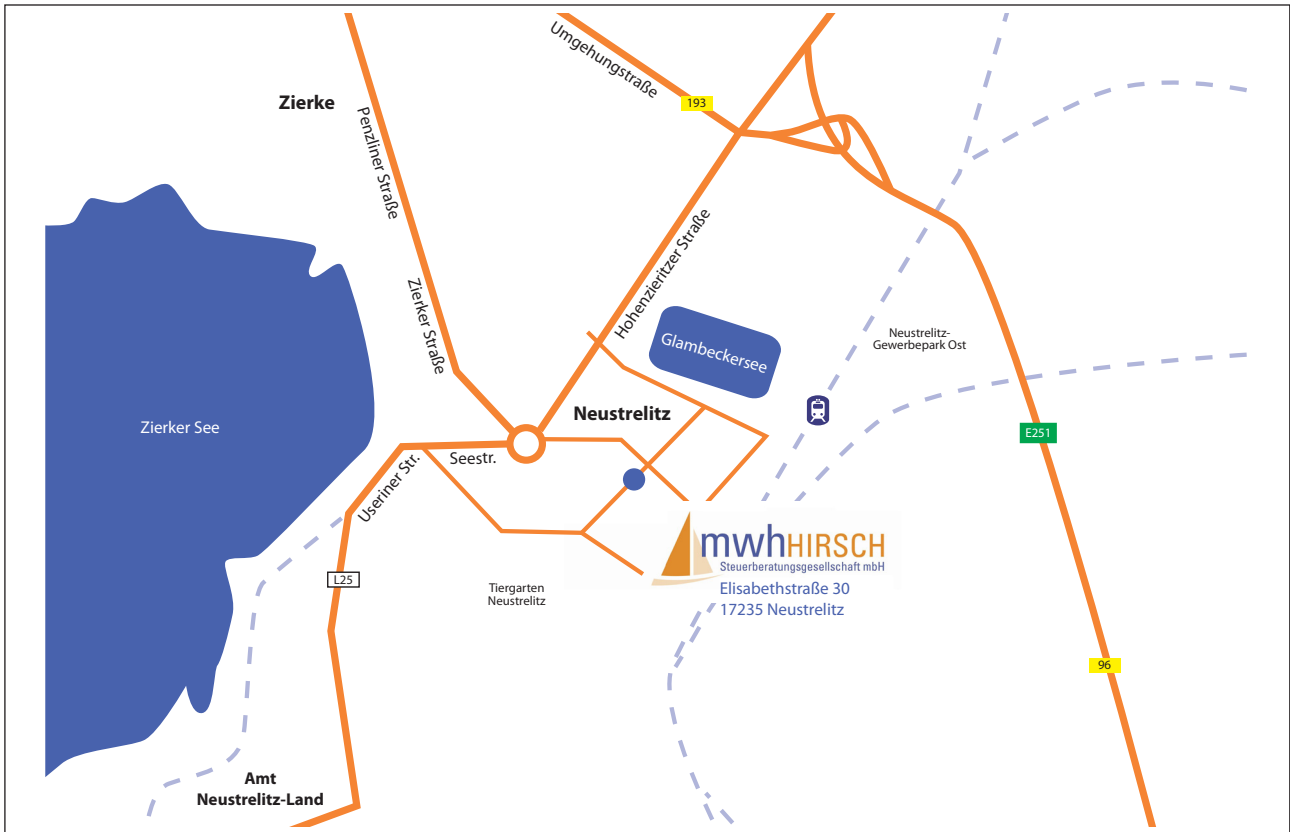 Umgehungstraße
193
Zierke
Penzliner Straße
Hohenzieritzer Straße
Zierker Straße
Glambeckersee
Neustrelitz-
Gewerbepark Ost
Neustrelitz
Zierker See
E251
Seestr.
Useriner Str.
mwhHIRSCH
Steuerberatungsgesellschaft mbH
Elisabethstraße 30
17235 Neustrelitz
L25
Tiergarten
Neustrelitz
96
Amt
Neustrelitz-Land